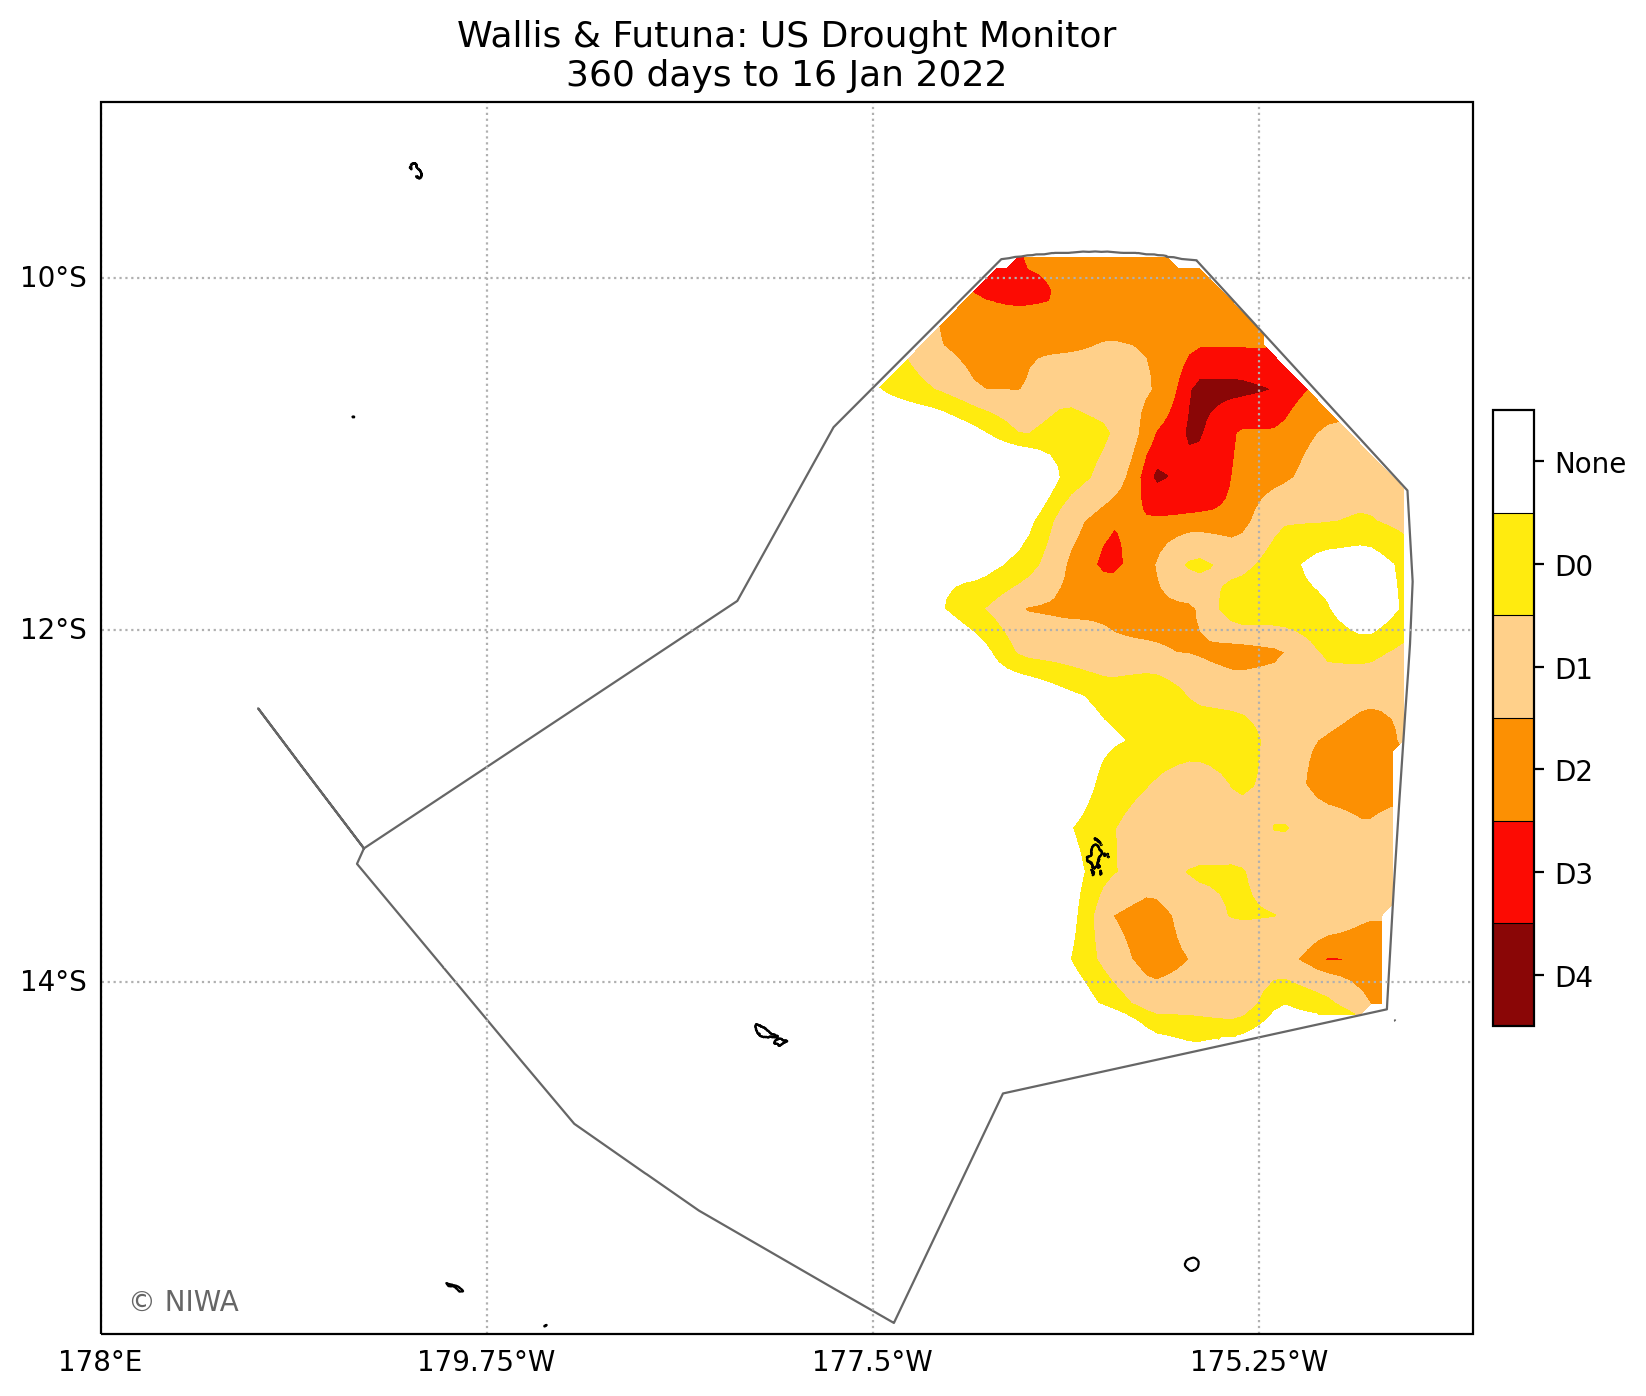 Wallis & Futuna: US Drought Monitor
360 days to 16 Jan 2022
10°S
12°S
14°S
178°E
179.75°W
177.5°W
175.25°W
None
D0
D1
D2
D3
D4
© NIWA